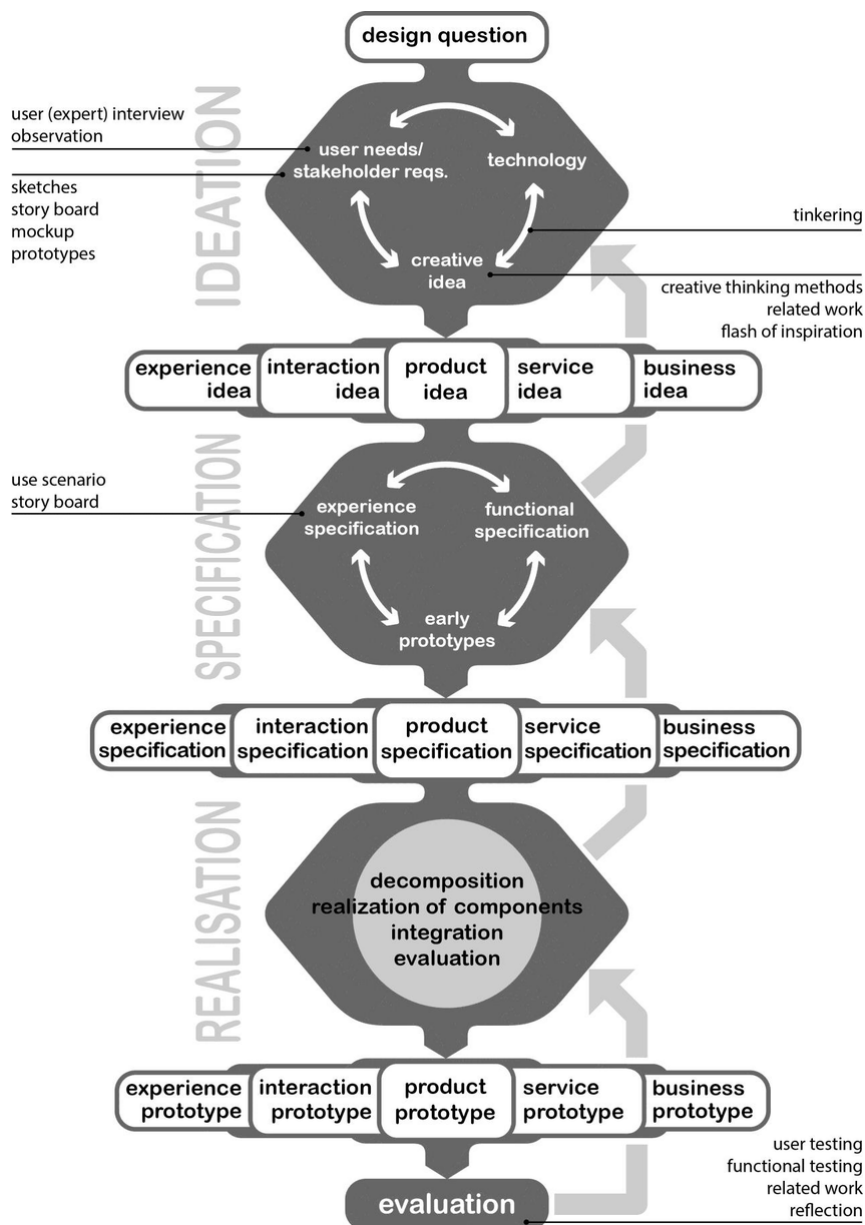 design question
IDEATION
user (expert) interview
observation
sketches
story board
mockup
prototypes
user needs/
stakeholder reqs.
technology
creative
idea
tinkering
creative thinking methods
related work
flash of inspiration
experience
idea
interaction
idea
product
idea
service
idea
business
idea
SPECIFICATION
use scenario
story board
experience
specification
functional
specification
early
prototypes
experience
specification
interaction
specification
product
specification
service
specification
business
specification
REALISATION
decomposition
realization of components
integration
evaluation
experience
prototype
interaction
prototype
product
prototype
service
prototype
business
prototype
user testing
functional testing
related work
reflection
evaluation